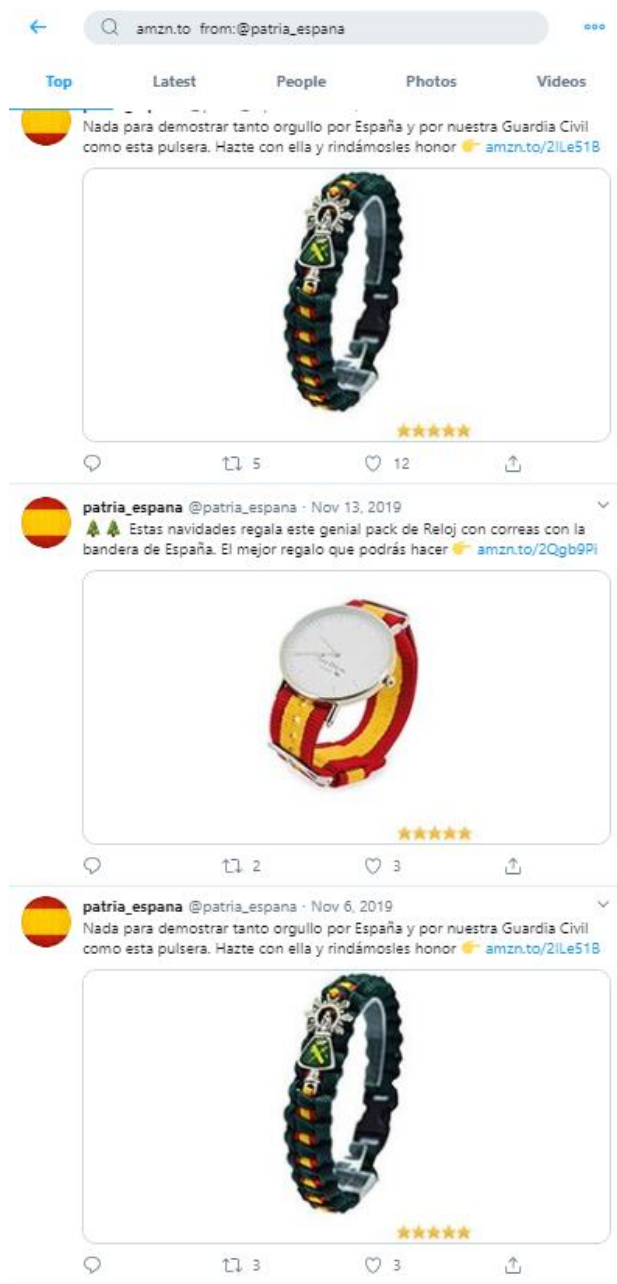 amzn.to from:@patria_espana
Top Latest People Photos Videos
Nada para demostrar tanto orgullo por España y por nuestra Guardia Civil
como esta pulsera. Hazte con ella y rindámosles honor 👉 amzn.to/2lLe51B
5 12
patria_espana @patria_espana · Nov 13, 2019
🌲🌲 Estas navidades regala este genial pack de Reloj con correas con la
bandera de España. El mejor regalo que podrás hacer 👉 amzn.to/2Qgb9Pi
2 3
patria_espana @patria_espana · Nov 6, 2019
Nada para demostrar tanto orgullo por España y por nuestra Guardia Civil
como esta pulsera. Hazte con ella y rindámosles honor 👉 amzn.to/2lLe51B
3 3